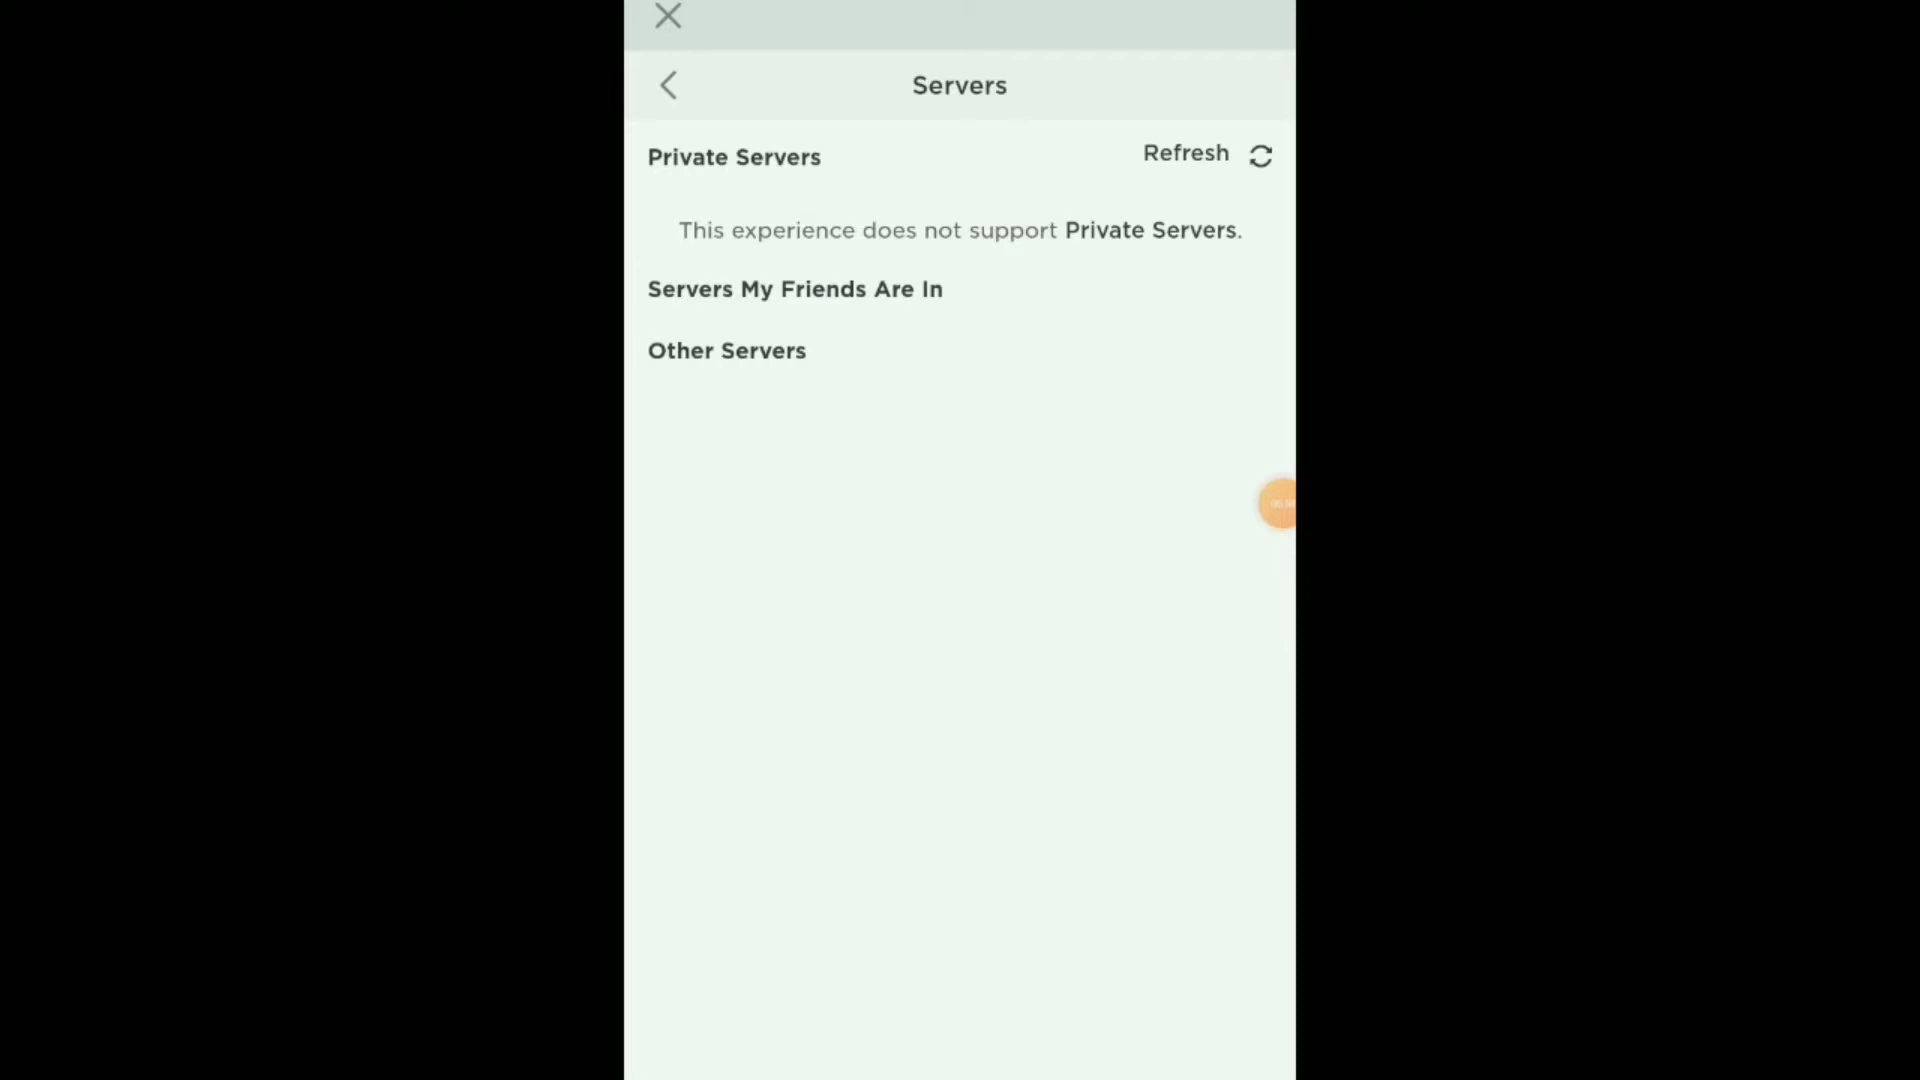 Servers
Private Servers
Refresh
This experience does not support Private Servers.
Servers My Friends Are In
Other Servers